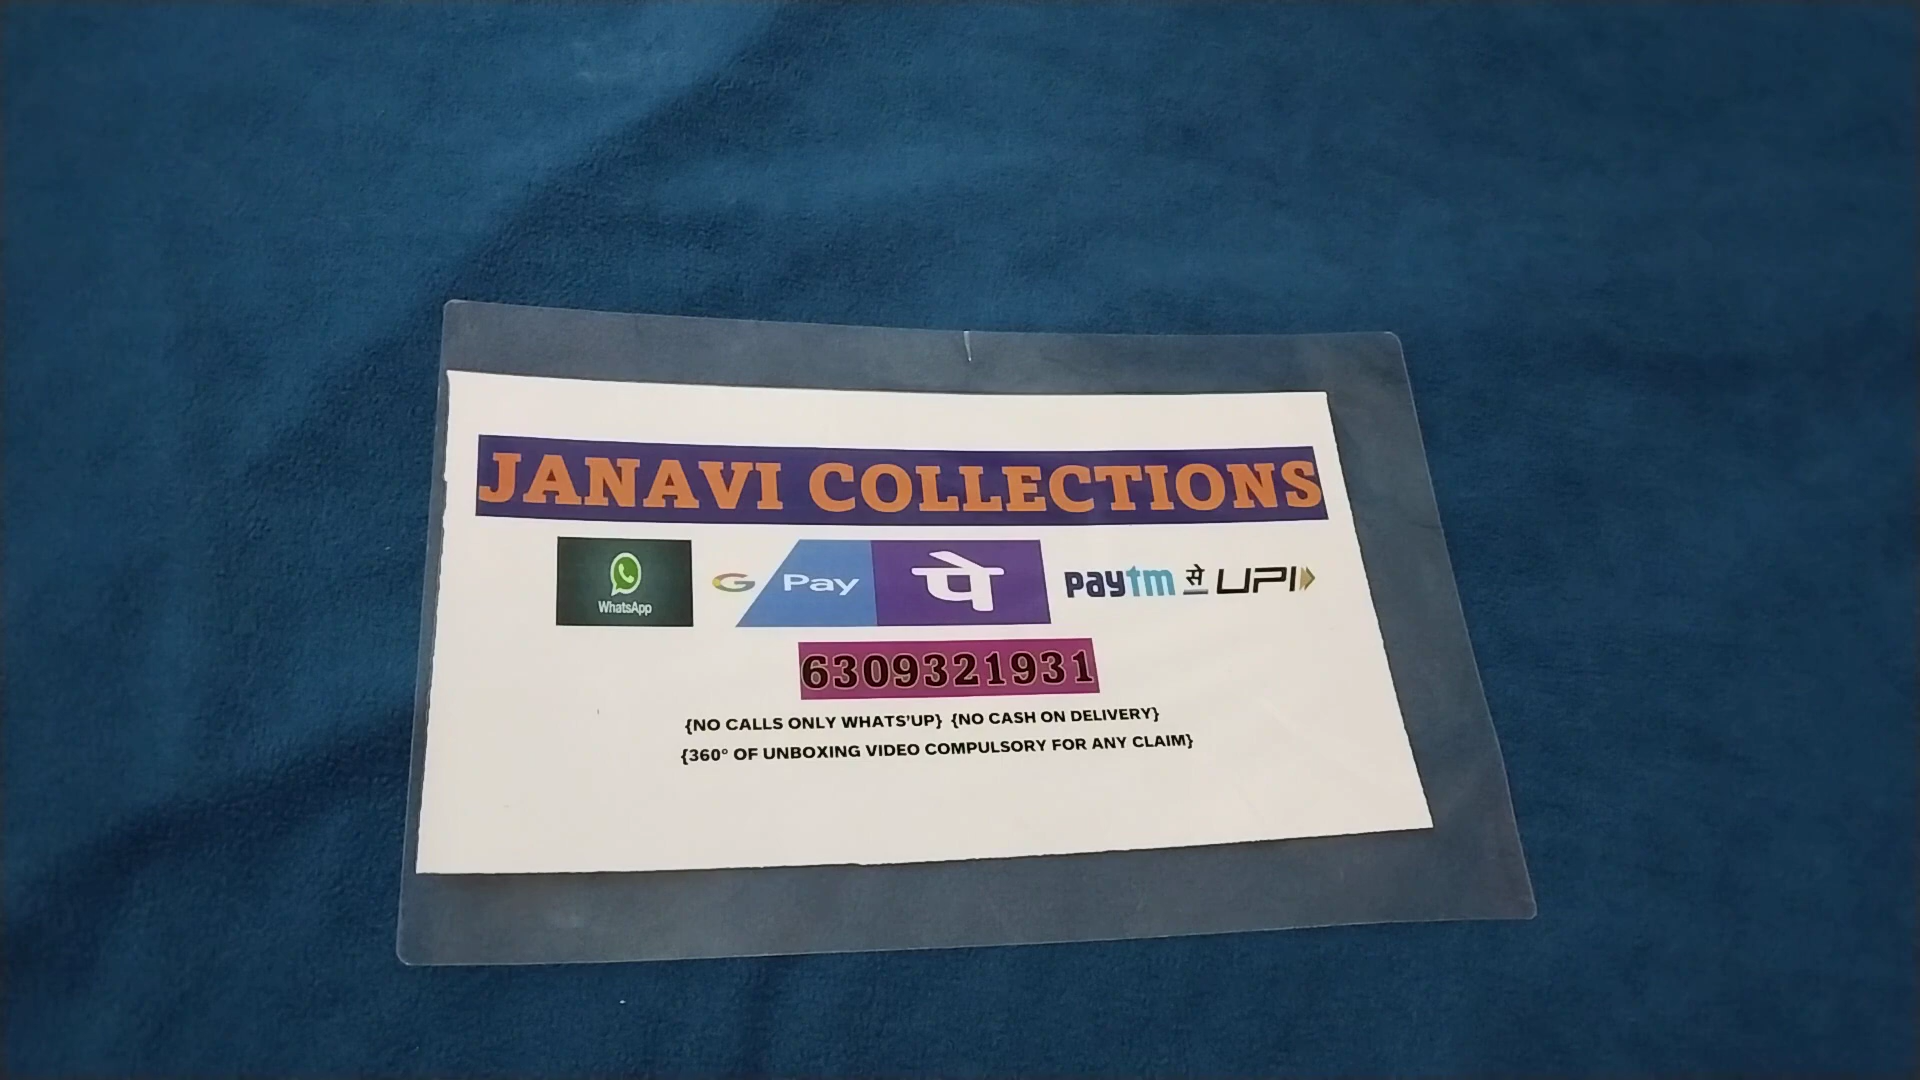 JANAVI COLLECTIONS
WhatsApp G Pay पे paytm से UPI
6309321931
{NO CALLS ONLY WHATS'UP} {NO CASH ON DELIVERY}
{360° OF UNBOXING VIDEO COMPULSORY FOR ANY CLAIM}